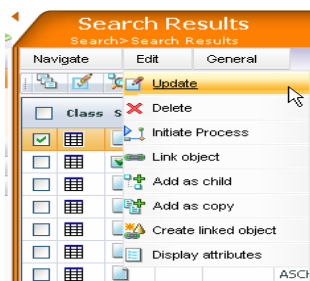 Search Results
Search> Search Results
Navigate Edit General
Update
Class S
Delete
Initiate Process
Link object
Add as child
Add as copy
Create linked object
Display attributes
ASCH